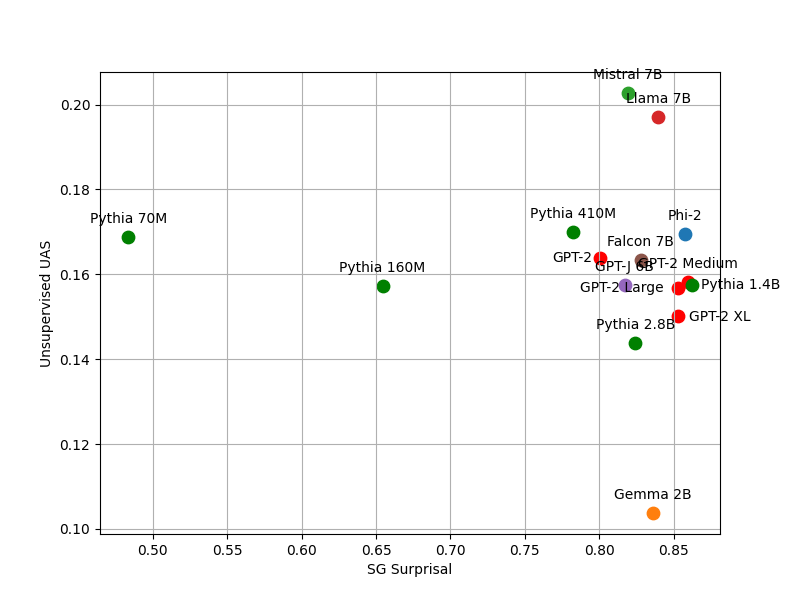 Mistral 7B
Llama 7B
0.20
0.18
Pythia 70M
Pythia 410M
Phi-2
Falcon 7B
GPT-2
GPT-2 Medium
GPT-J 6B
Pythia 160M
0.16
GPT-2 Large
Pythia 1.4B
GPT-2 XL
Pythia 2.8B
0.14
0.12
Gemma 2B
0.10
Unsupervised UAS
0.50 0.55 0.60 0.65 0.70 0.75 0.80 0.85
SG Surprisal